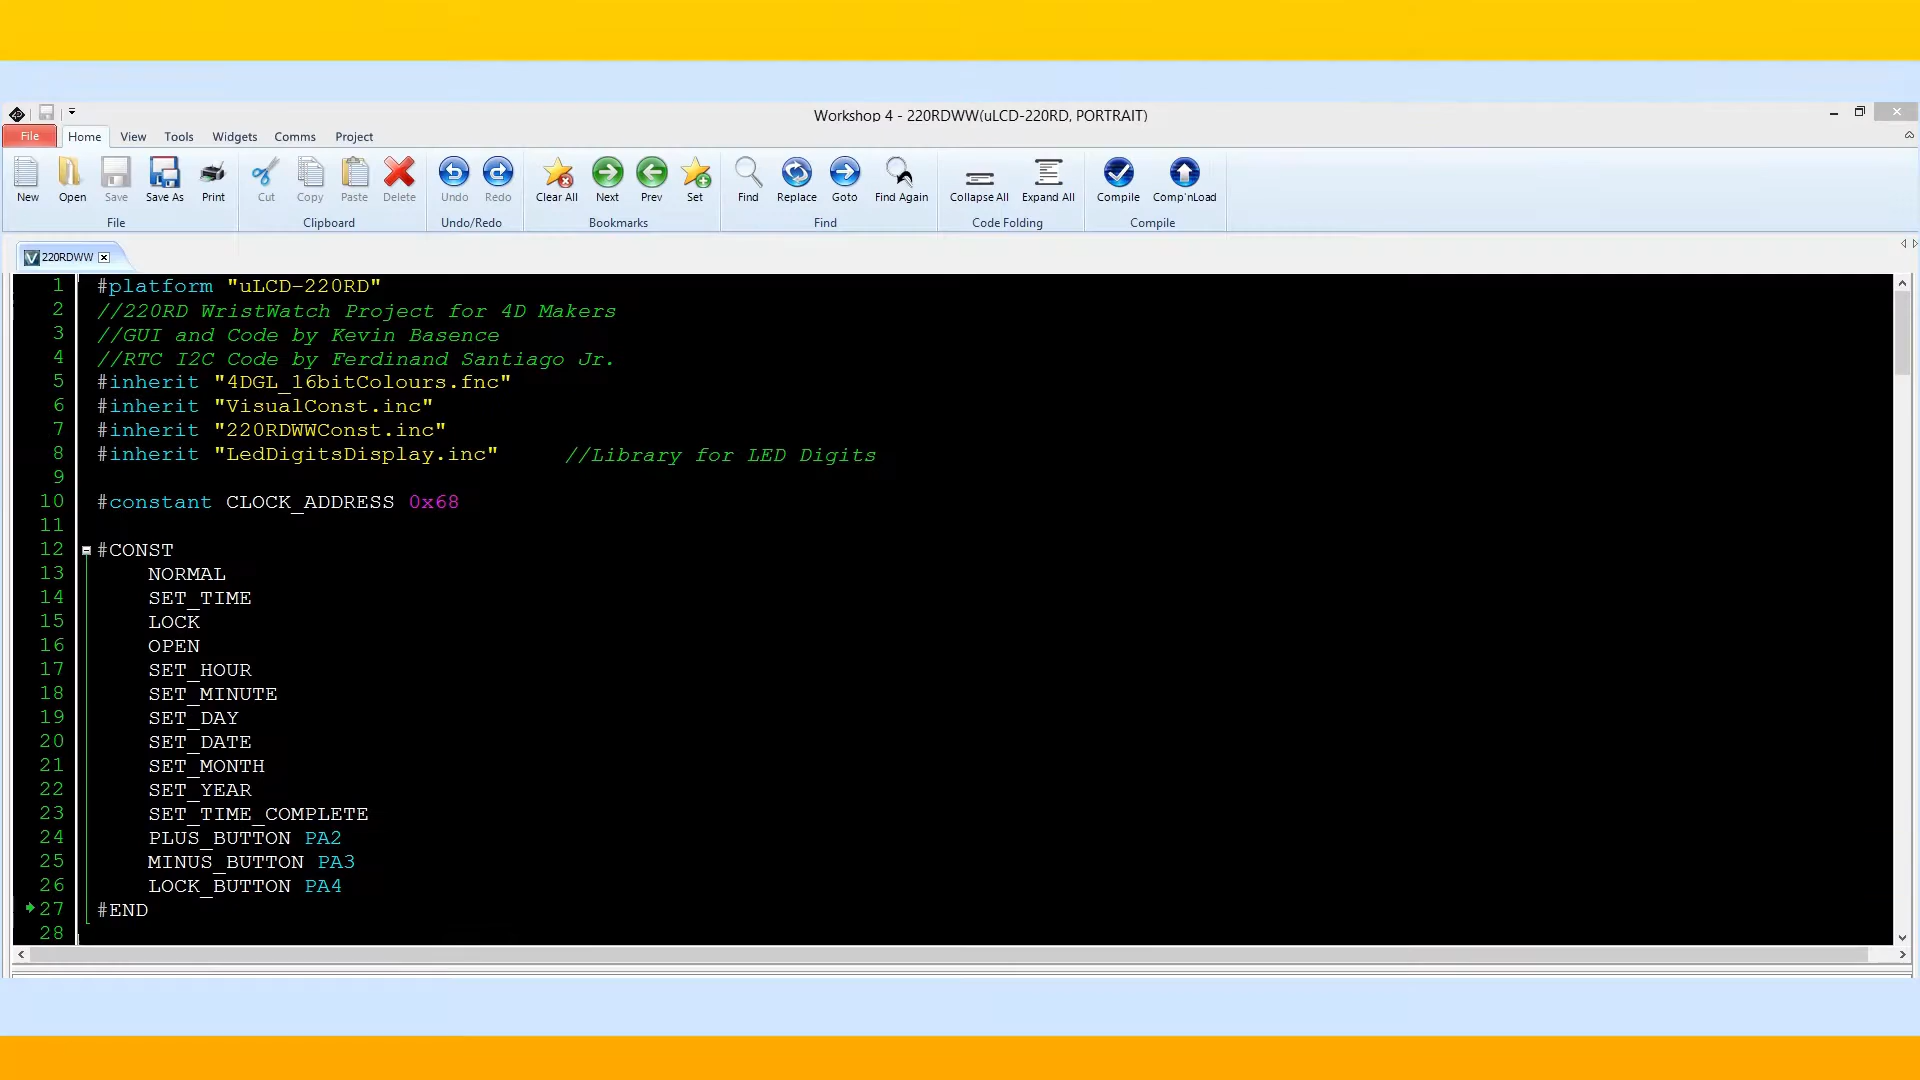 Workshop 4 - 220RDWW(uLCD-220RD, PORTRAIT)
File Home View Tools Widgets Comms Project
New Open Save Save As Print Cut Copy Paste Delete Undo Redo Clear All Next Prev Set Find Replace Goto Find Again Collapse All Expand All Compile Comp'nLoad
File Clipboard Undo/Redo Bookmarks Find Code Folding Compile
220RDWW
1 #platform "uLCD-220RD"
2 //220RD WristWatch Project for 4D Makers
3 //GUI and Code by Kevin Basence
4 //RTC I2C Code by Ferdinand Santiago Jr.
5 #inherit "4DGL_16bitColours.fnc"
6 #inherit "VisualConst.inc"
7 #inherit "220RDWWConst.inc"
8 #inherit "LedDigitsDisplay.inc" //Library for LED Digits
9
10 #constant CLOCK_ADDRESS 0x68
11
12 #CONST
13 NORMAL
14 SET_TIME
15 LOCK
16 OPEN
17 SET_HOUR
18 SET_MINUTE
19 SET_DAY
20 SET_DATE
21 SET_MONTH
22 SET_YEAR
23 SET_TIME_COMPLETE
24 PLUS_BUTTON PA2
25 MINUS_BUTTON PA3
26 LOCK_BUTTON PA4
27 #END
28